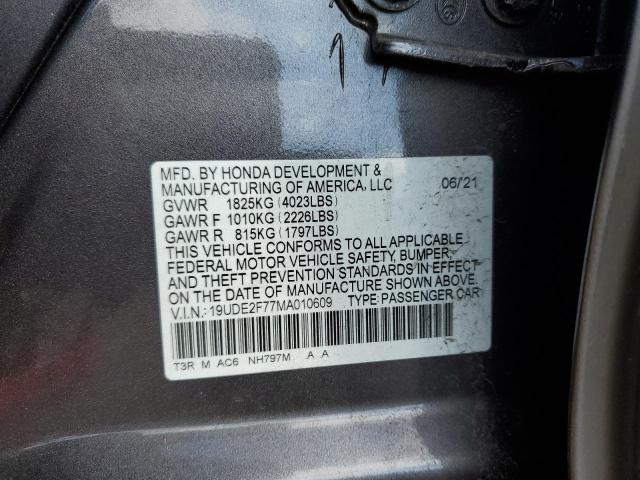 MFD. BY HONDA DEVELOPMENT &
MANUFACTURING OF AMERICA, LLC 06/21
GVWR 1825KG (4023LBS)
GAWR F 1010KG (2226LBS)
GAWR R 815KG (1797LBS)
THIS VEHICLE CONFORMS TO ALL APPLICABLE
FEDERAL MOTOR VEHICLE SAFETY, BUMPER,
AND THEFT PREVENTION STANDARDS IN EFFECT
ON THE DATE OF MANUFACTURE SHOWN ABOVE.
V.I.N.: 19UDE2F77MA010609 TYPE: PASSENGER CAR
T3R M AC6 NH797M A A